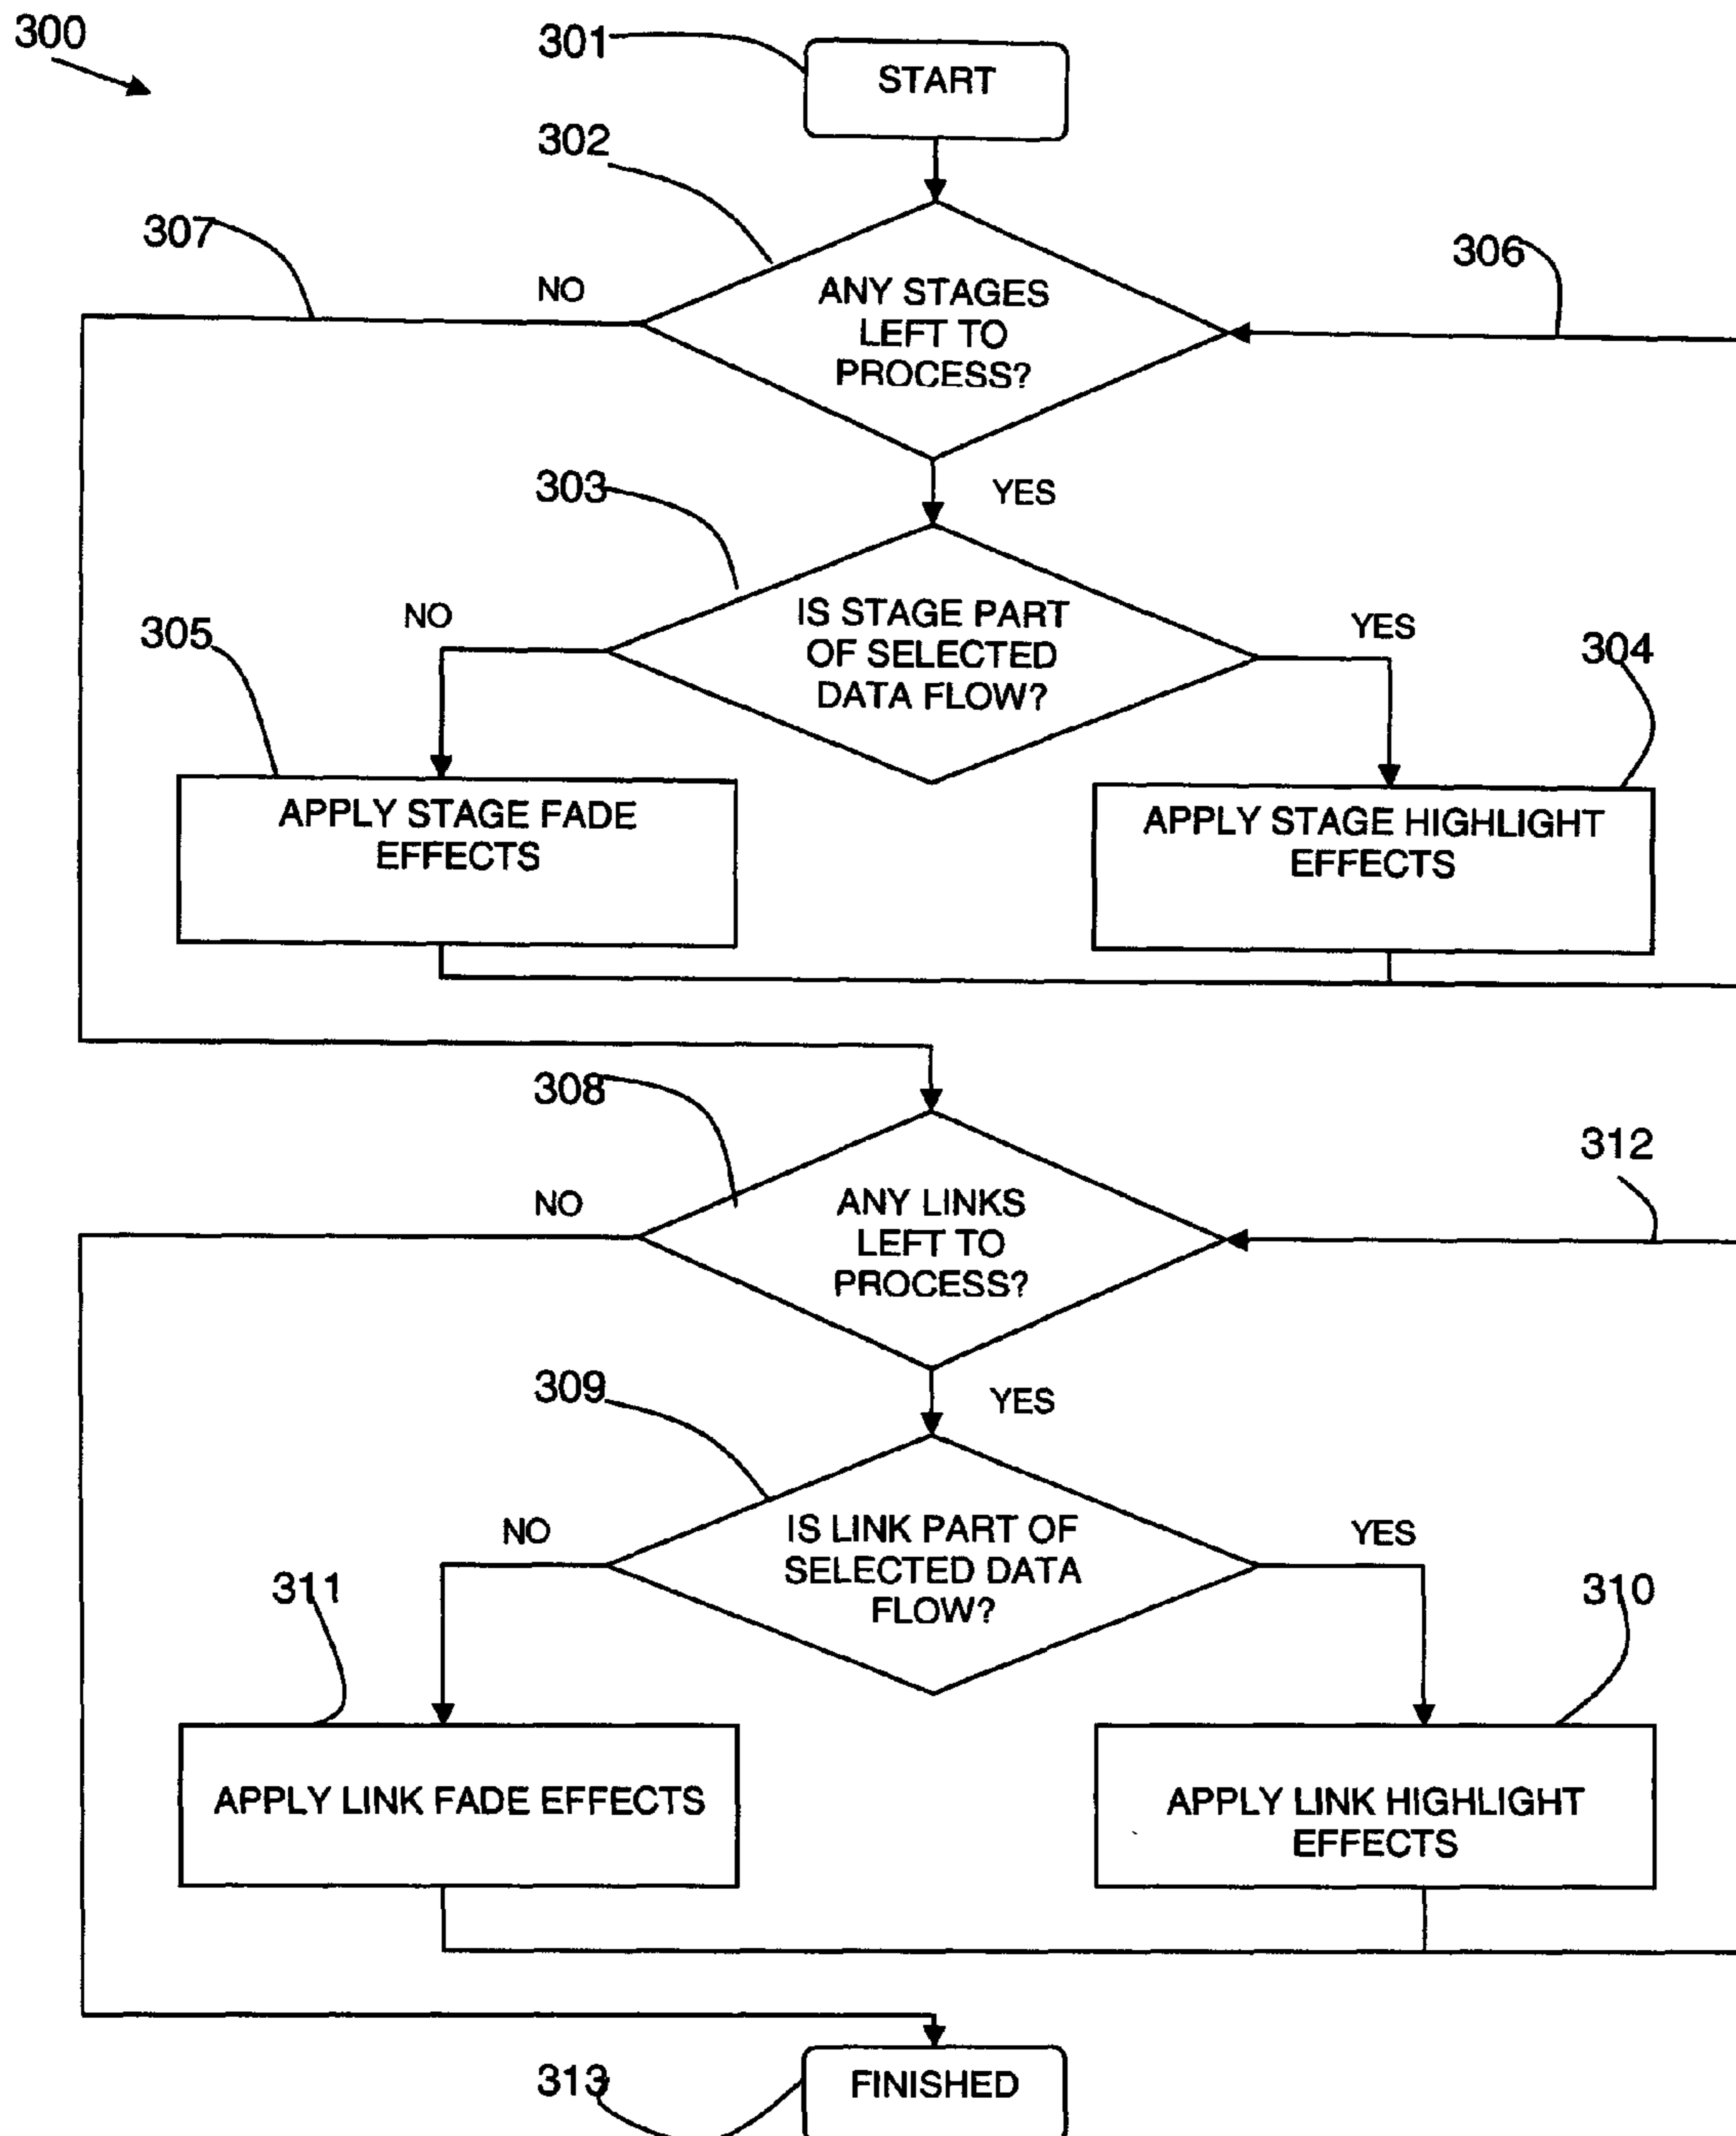 300
301
START
302
307
306
NO
ANY STAGES
LEFT TO
PROCESS?
303
YES
305
NO
IS STAGE PART
OF SELECTED
DATA FLOW?
YES
304
APPLY STAGE FADE
EFFECTS
APPLY STAGE HIGHLIGHT
EFFECTS
308
312
NO
ANY LINKS
LEFT TO
PROCESS?
309
YES
NO
IS LINK PART OF
SELECTED DATA
FLOW?
YES
311
310
APPLY LINK FADE EFFECTS
APPLY LINK HIGHLIGHT
EFFECTS
313
FINISHED